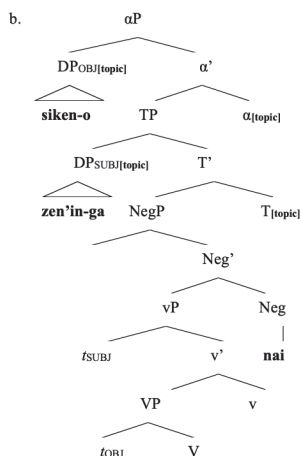 b. αP
DPOBJ[topic] α’
siken-o TP α[topic]
DPSUBJ[topic] T’
zen’in-ga NegP T[topic]
Neg’
vP Neg
tSUBJ v’ nai
VP v
tOBJ V